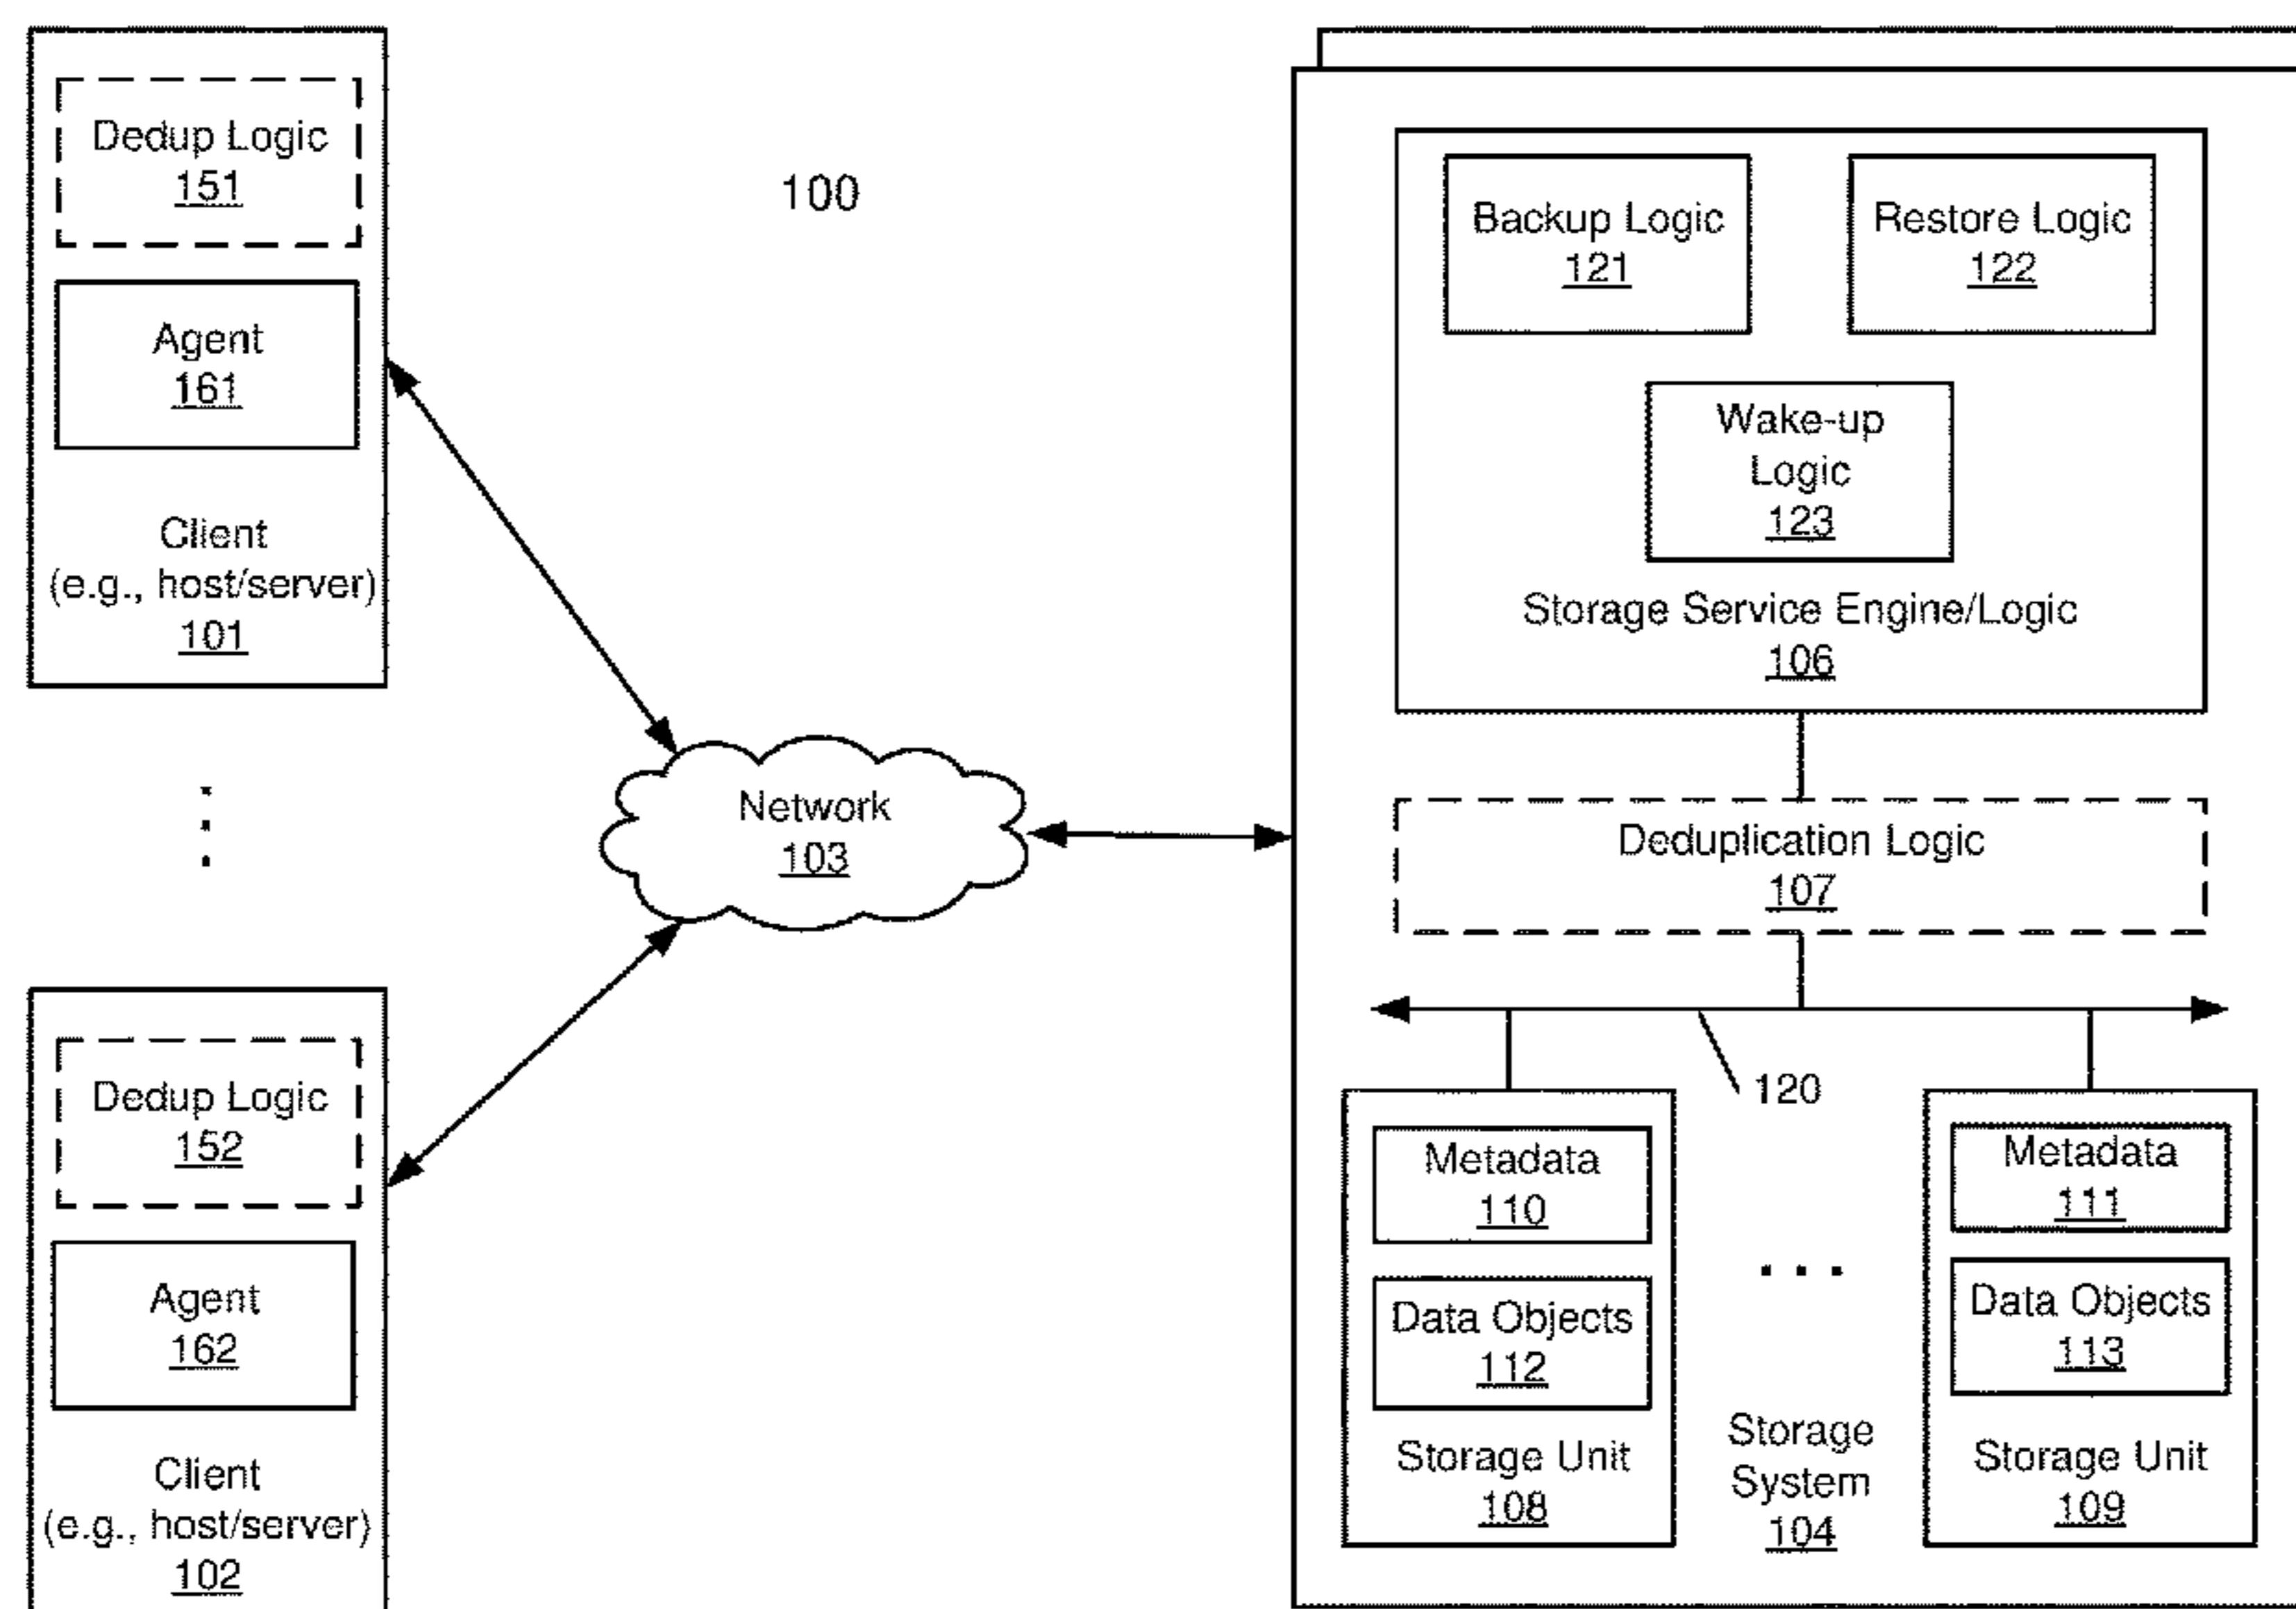 Dedup Logic
151
Agent
161
Client
(e.g., host/server)
101
100
Backup Logic
121
Restore Logic
122
Wake-up
Logic
123
Storage Service Engine/Logic
106
Network
103
Deduplication Logic
107
120
Dedup Logic
152
Agent
162
Client
(e.g., host/server)
102
Metadata
110
Data Objects
112
Storage Unit
108
Storage
System
104
Metadata
111
Data Objects
113
Storage Unit
109